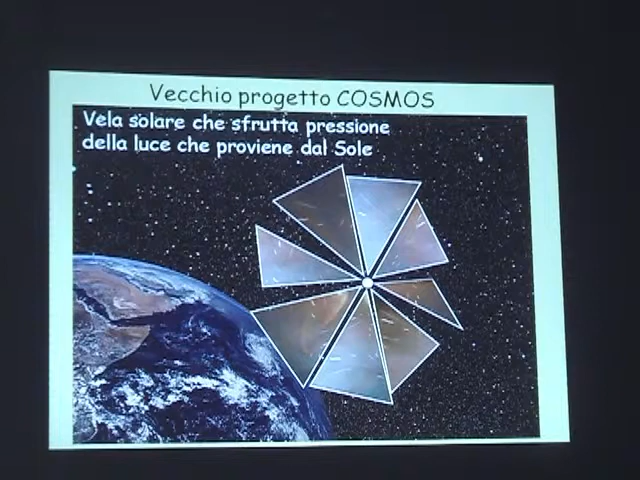 Vecchio progetto COSMOS
Vela solare che sfrutta pressione
della luce che proviene dal Sole